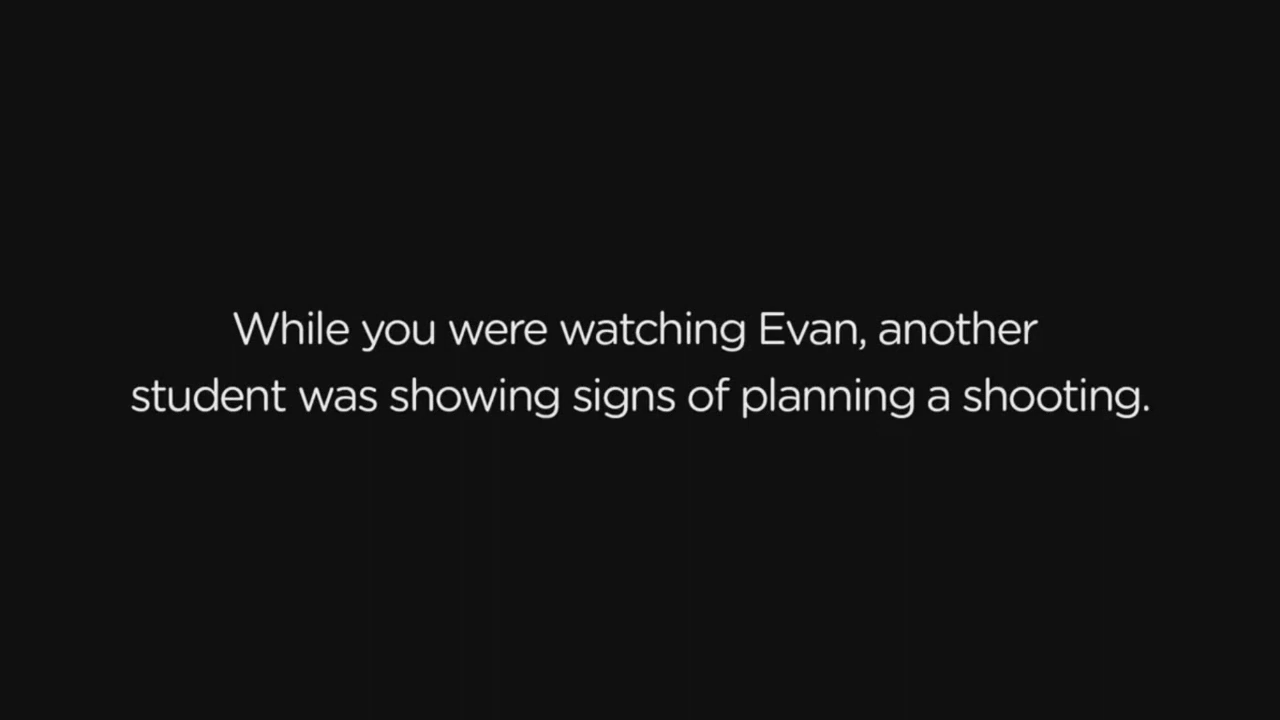 While you were watching Evan, another
student was showing signs of planning a shooting.